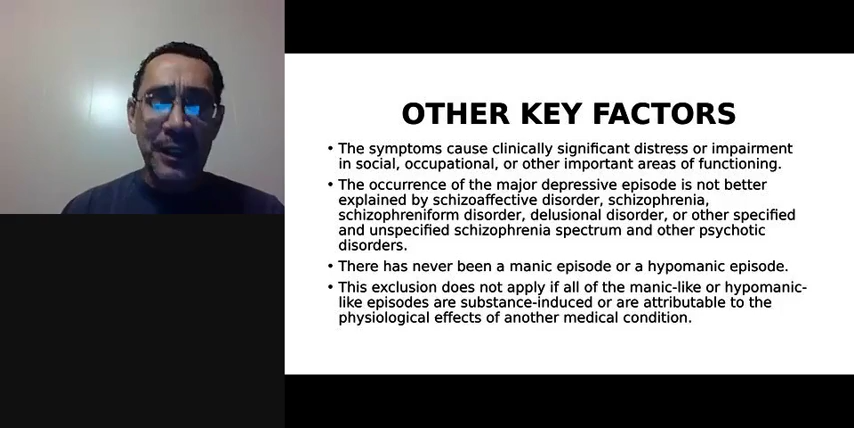 OTHER KEY FACTORS
• The symptoms cause clinically significant distress or impairment
in social, occupational, or other important areas of functioning.
• The occurrence of the major depressive episode is not better
explained by schizoaffective disorder, schizophrenia,
schizophreniform disorder, delusional disorder, or other specified
and unspecified schizophrenia spectrum and other psychotic
disorders.
• There has never been a manic episode or a hypomanic episode.
• This exclusion does not apply if all of the manic-like or hypomanic-
like episodes are substance-induced or are attributable to the
physiological effects of another medical condition.